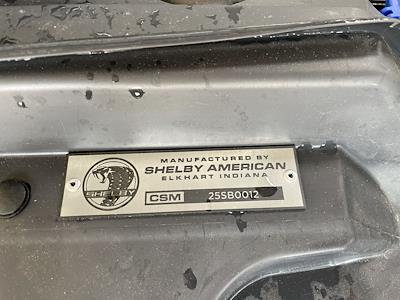 MANUFACTURED BY
SHELBY AMERICAN
ELKHART INDIANA
SHELBY
CSM 25SB0012